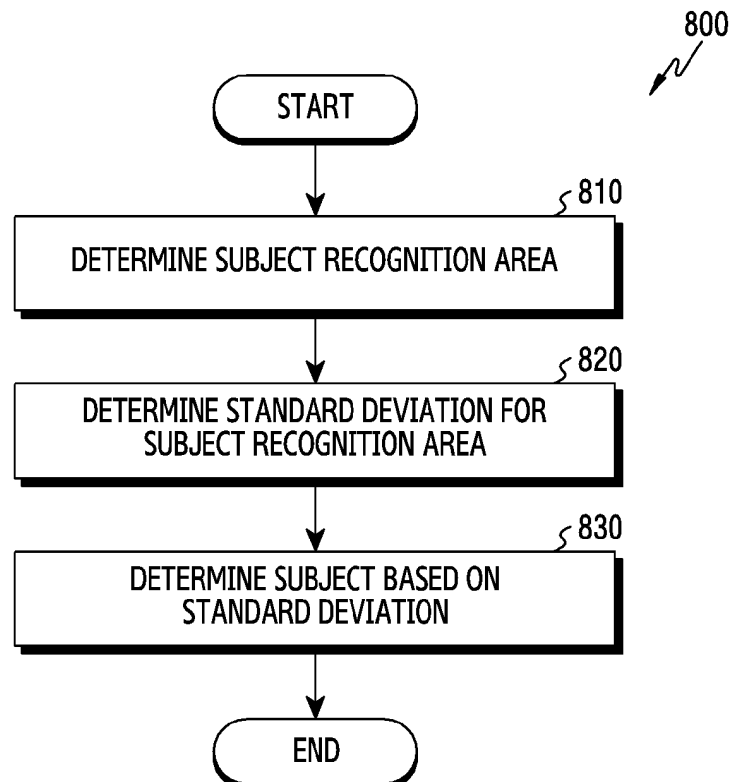 800
START
810
DETERMINE SUBJECT RECOGNITION AREA
820
DETERMINE STANDARD DEVIATION FOR
SUBJECT RECOGNITION AREA
830
DETERMINE SUBJECT BASED ON
STANDARD DEVIATION
END